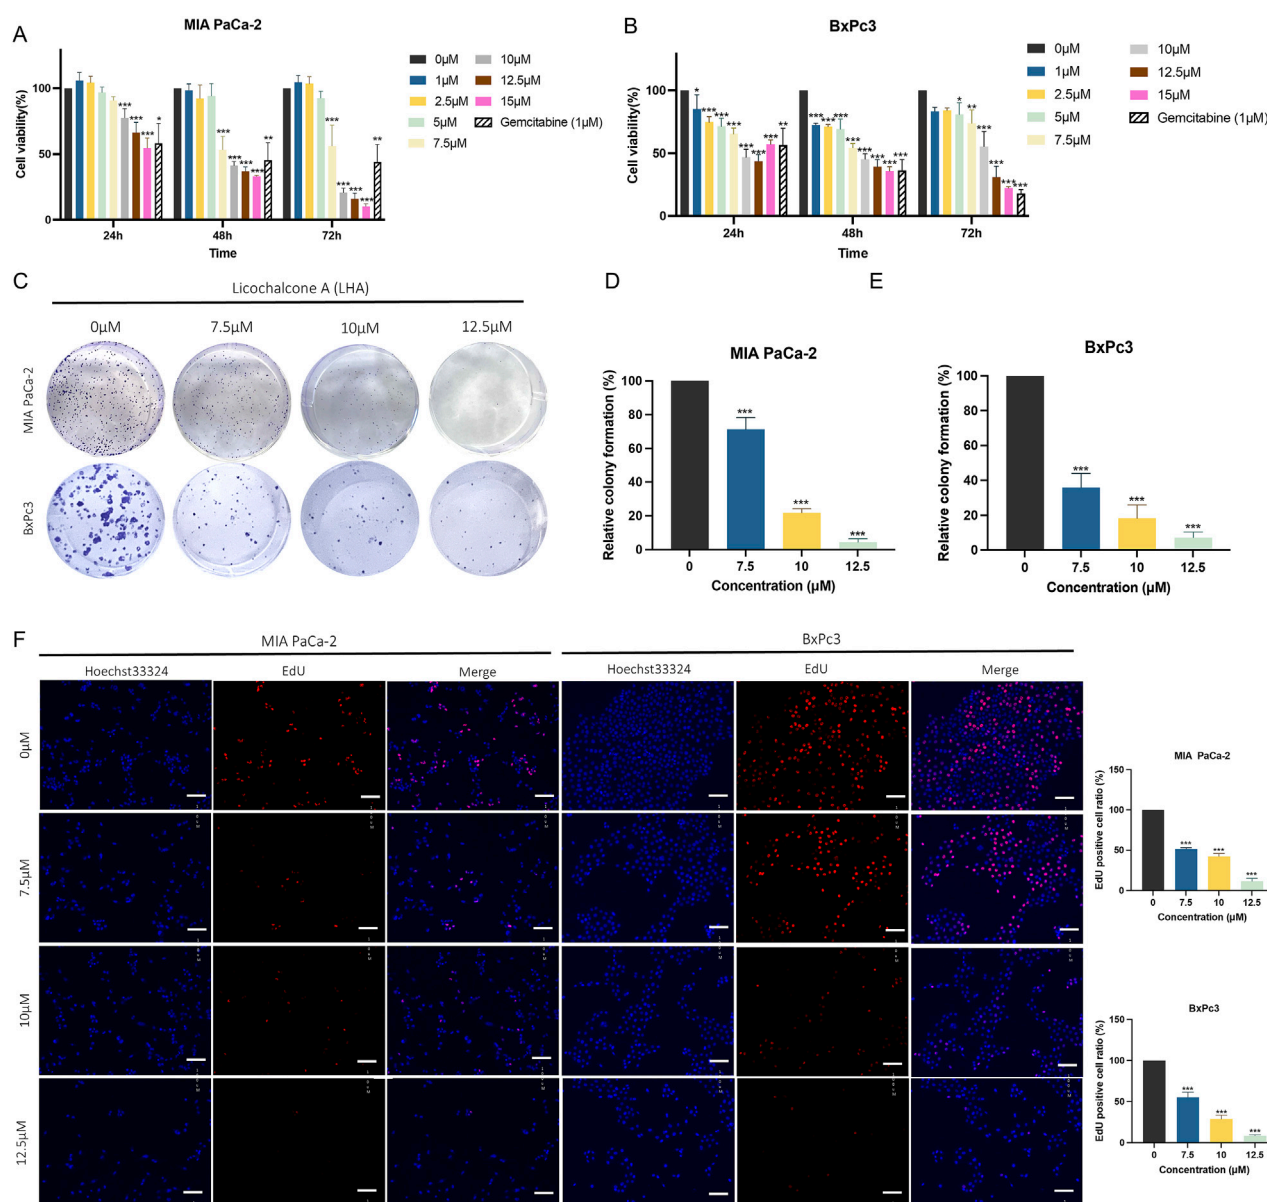 A
MIA PaCa-2
Cell viability(%)
100
50
0
***
***
***
*
***
***
***
***
**
***
***
***
***
**
24h
48h
72h
Time
0μM
1μM
2.5μM
5μM
7.5μM
10μM
12.5μM
15μM
Gemcitabine (1μM)
B
BxPc3
Cell viability(%)
100
50
0
*
***
***
***
***
***
***
**
***
***
***
***
***
***
***
***
*
**
***
***
***
***
24h
48h
72h
Time
0μM
1μM
2.5μM
5μM
7.5μM
10μM
12.5μM
15μM
Gemcitabine (1μM)
C
Licochalcone A (LHA)
0μM
7.5μM
10μM
12.5μM
MIA PaCa-2
BxPc3
D
MIA PaCa-2
Relative colony formation (%)
100
80
60
40
20
0
***
***
***
0
7.5
10
12.5
Concentration (μM)
E
BxPc3
Relative colony formation (%)
100
80
60
40
20
0
***
***
***
0
7.5
10
12.5
Concentration (μM)
F
MIA PaCa-2
BxPc3
Hoechst33324
EdU
Merge
Hoechst33324
EdU
Merge
0μM
7.5μM
10μM
12.5μM
MIA PaCa-2
EdU positive cell ratio (%)
150
100
50
0
***
***
***
0
7.5
10
12.5
Concentration (μM)
BxPc3
EdU positive cell ratio (%)
150
100
50
0
***
***
***
0
7.5
10
12.5
Concentration (μM)